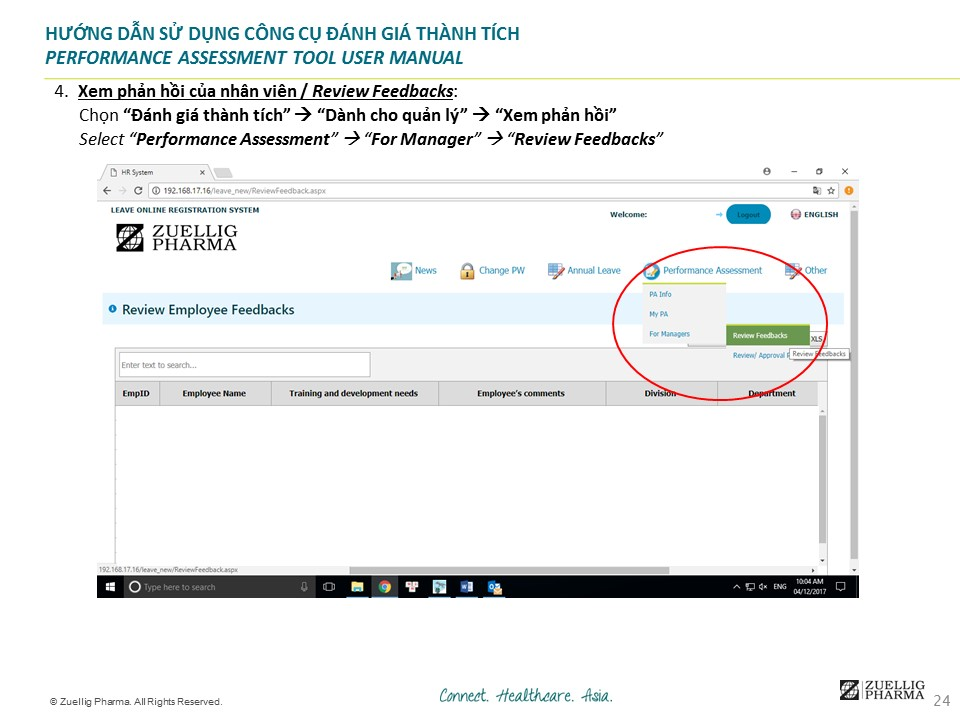 HƯỚNG DẪN SỬ DỤNG CÔNG CỤ ĐÁNH GIÁ THÀNH TÍCH
PERFORMANCE ASSESSMENT TOOL USER MANUAL
4. Xem phản hồi của nhân viên / Review Feedbacks:
Chọn “Đánh giá thành tích” → “Dành cho quản lý” → “Xem phản hồi”
Select “Performance Assessment” → “For Manager” → “Review Feedbacks”
HR System
192.168.17.16/leave_new/ReviewFeedback.aspx
LEAVE ONLINE REGISTRATION SYSTEM
Welcome:
Logout
ENGLISH
ZUELLIG
PHARMA
News
Change PW
Annual Leave
Performance Assessment
Other
PA Info
My PA
For Managers
Review Feedbacks
XLS
Review/ Approval
Review Feedbacks
Review Employee Feedbacks
Enter text to search...
EmpID Employee Name Training and development needs Employee's comments Division Department
192.168.17.16/leave_new/ReviewFeedback.aspx
Type here to search
ENG
10:04 AM
04/12/2017
© Zuellig Pharma. All Rights Reserved.
Connect. Healthcare. Asia.
ZUELLIG
PHARMA
24